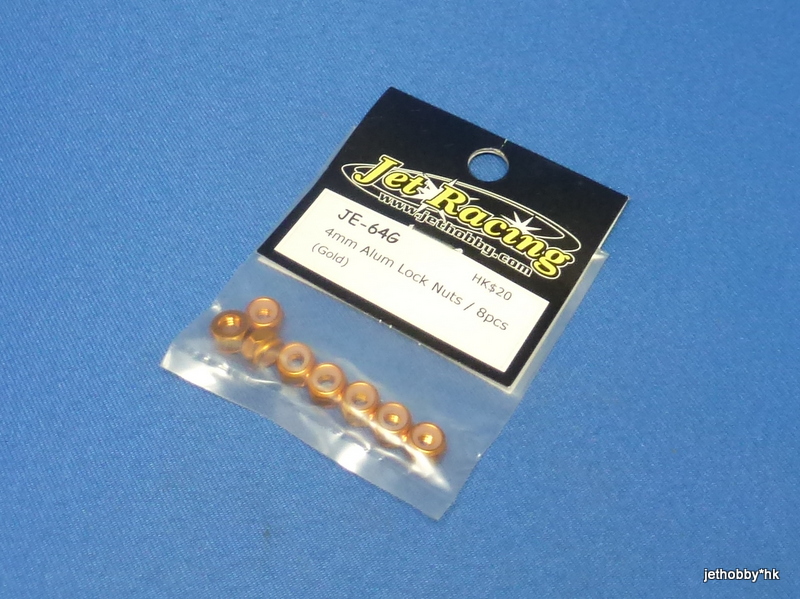 Jet Racing
www.jethobby.com
JE-64G
HK$20
4mm Alum Lock Nuts / 8pcs
(Gold)
jethobby*hk